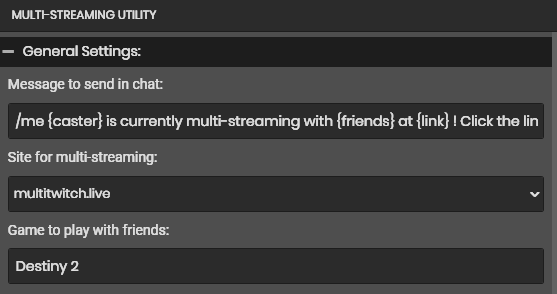 MULTI-STREAMING UTILITY
General Settings:
Message to send in chat:
/me {caster} is currently multi-streaming with {friends} at {link} ! Click the lin
Site for multi-streaming:
multitwitch.live
Game to play with friends:
Destiny 2